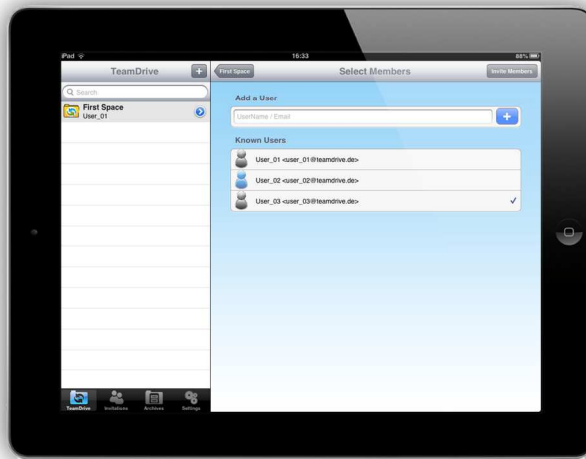 iPad
16:33
88%
TeamDrive
+
First Space
Select Members
Invite Members
Search
First Space
User_01
Add a User
UserName / Email
+
Known Users
User_01 <user_01@teamdrive.de>
User_02 <user_02@teamdrive.de>
User_03 <user_03@teamdrive.de>
TeamDrive
Invitations
Archives
Settings